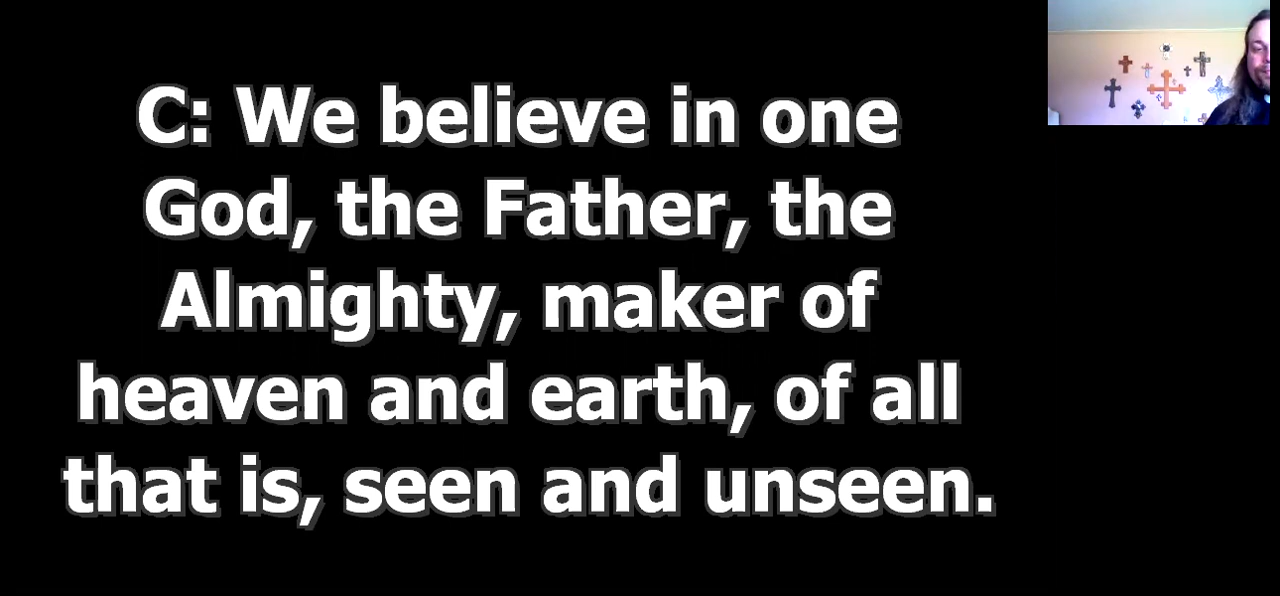 C: We believe in one
God, the Father, the
Almighty, maker of
heaven and earth, of all
that is, seen and unseen.